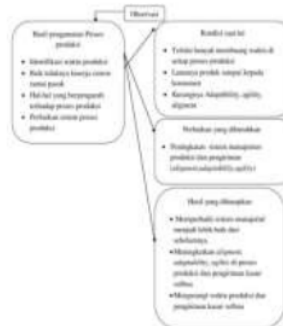 Observasi
Hasil pengamatan Proses
produksi
Identifikasi waktu produksi
Baik tidaknya kinerja sistem
rantai pasok
Hal-hal yang berpengaruh
terhadap proses produksi
Perbaikan sistem proses
produksi
Kondisi saat ini
Terlalu banyak membuang waktu di
setiap proses produksi
Lamanya produk sampai kepada
konsumen
Kurangnya Adaptability, agility,
alignment
Perbaikan yang dibutuhkan
Peningkatan sistem manajemen
produksi dan pengiriman
(alignment,adaptability,agility)
Hasil yang diharapkan
Memperbaiki sistem manajerial
menjadi lebih baik dari
sebelumnya.
Meningkatkan alignment,
adaptability, agility di proses
produksi dan pengiriman kasur
Mengurangi waktu produksi dan
pengiriman kasur